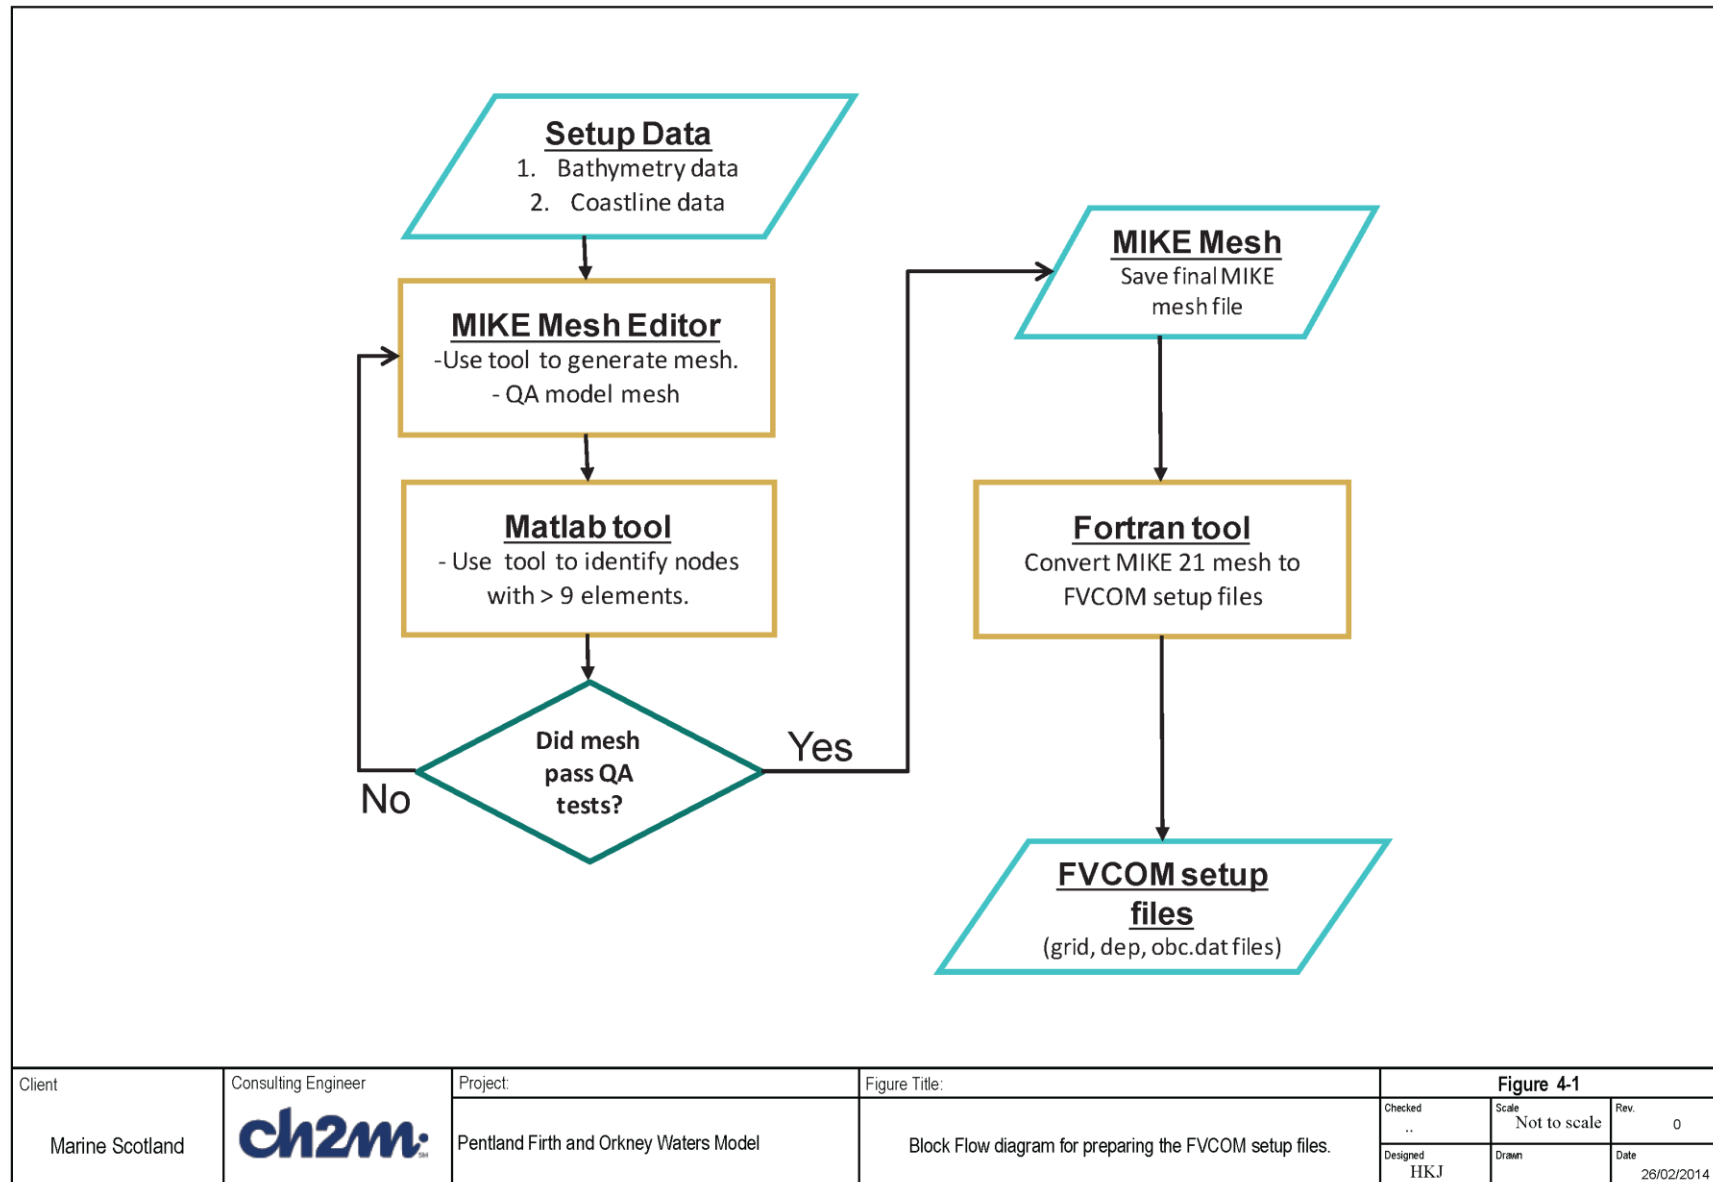 Setup Data
1. Bathymetry data
2. Coastline data
MIKE Mesh Editor
-Use tool to generate mesh.
- QA model mesh
Matlab tool
- Use tool to identify nodes
with > 9 elements.
Did mesh
pass QA
tests?
No
Yes
MIKE Mesh
Save final MIKE
mesh file
Fortran tool
Convert MIKE 21 mesh to
FVCOM setup files
FVCOM setup
files
(grid, dep, obc.dat files)
Client
Marine Scotland
Consulting Engineer
ch2m:
SM
Project:
Pentland Firth and Orkney Waters Model
Figure Title:
Block Flow diagram for preparing the FVCOM setup files.
Figure 4-1
Checked
..
Scale
Not to scale
Rev.
0
Designed
HKJ
Drawn
Date
26/02/2014